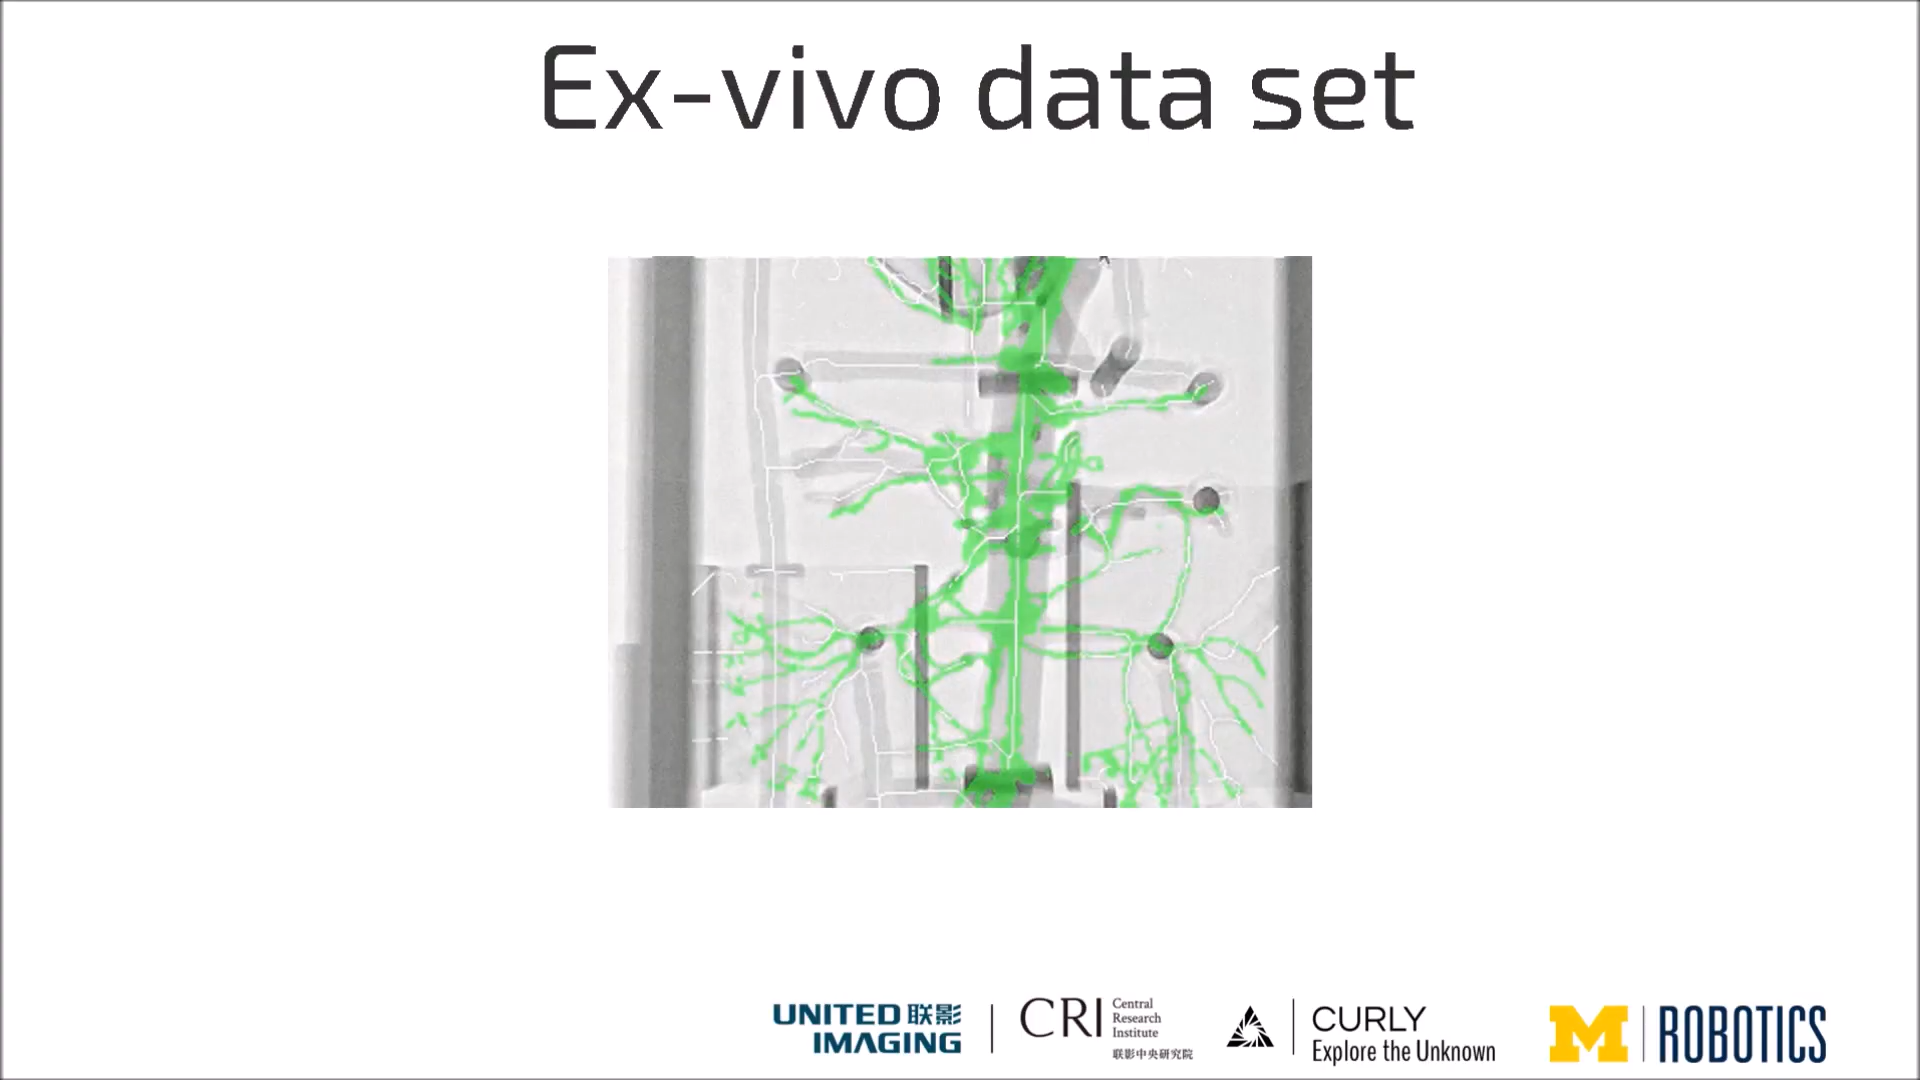 Ex-vivo data set
UNITED 联影
IMAGING
CRI
Central
Research
Institute
联影中央研究院
CURLY
Explore the Unknown
M
ROBOTICS